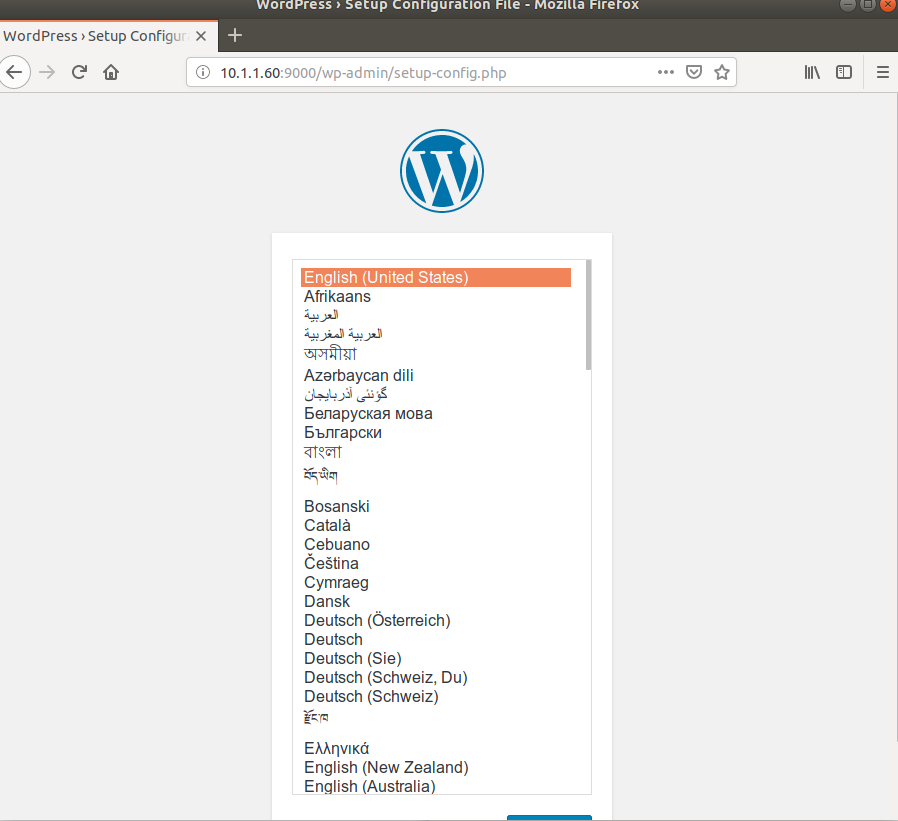 WordPress › Setup Configuration File - Mozilla Firefox
WordPress › Setup Configur
10.1.1.60:9000/wp-admin/setup-config.php
English (United States)
Afrikaans
العربية
العربية المغربية
অসমীয়া
Azərbaycan dili
گؤنئی آذربایجان
Беларуская мова
Български
বাংলা
བོད་ཡིག
Bosanski
Català
Cebuano
Čeština
Cymraeg
Dansk
Deutsch (Österreich)
Deutsch
Deutsch (Sie)
Deutsch (Schweiz, Du)
Deutsch (Schweiz)
རྫོང་ཁ
Ελληνικά
English (New Zealand)
English (Australia)